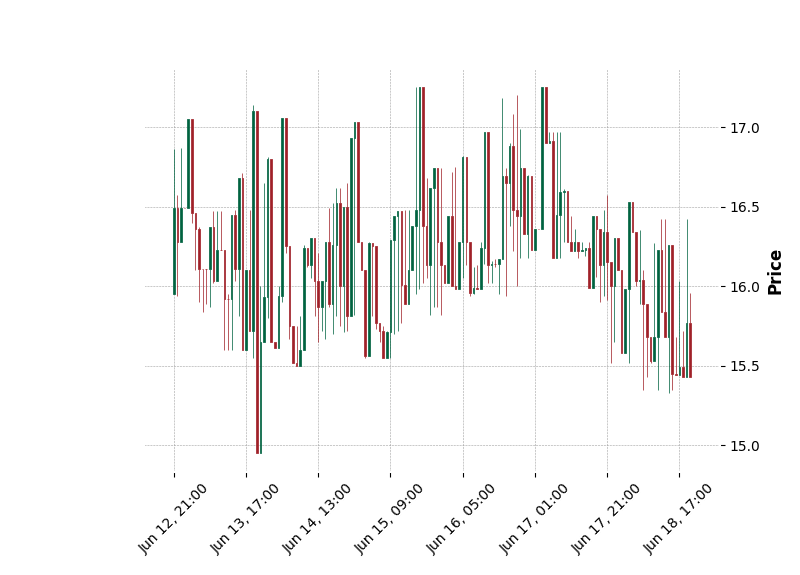 17.0
16.5
16.0
15.5
15.0
Price
Jun 12, 21:00
Jun 13, 17:00
Jun 14, 13:00
Jun 15, 09:00
Jun 16, 05:00
Jun 17, 01:00
Jun 17, 21:00
Jun 18, 17:00